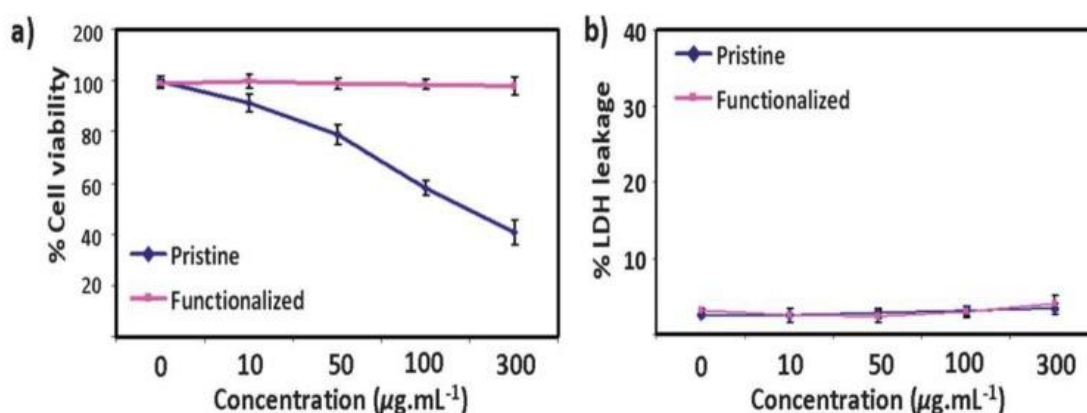 a)
200
100
80
60
40
20
% Cell viability
Pristine
Functionalized
0 10 50 100 300
Concentration (μg.mL⁻¹)
b)
40
30
20
10
% LDH leakage
Pristine
Functionalized
0 10 50 100 300
Concentration (μg.mL⁻¹)